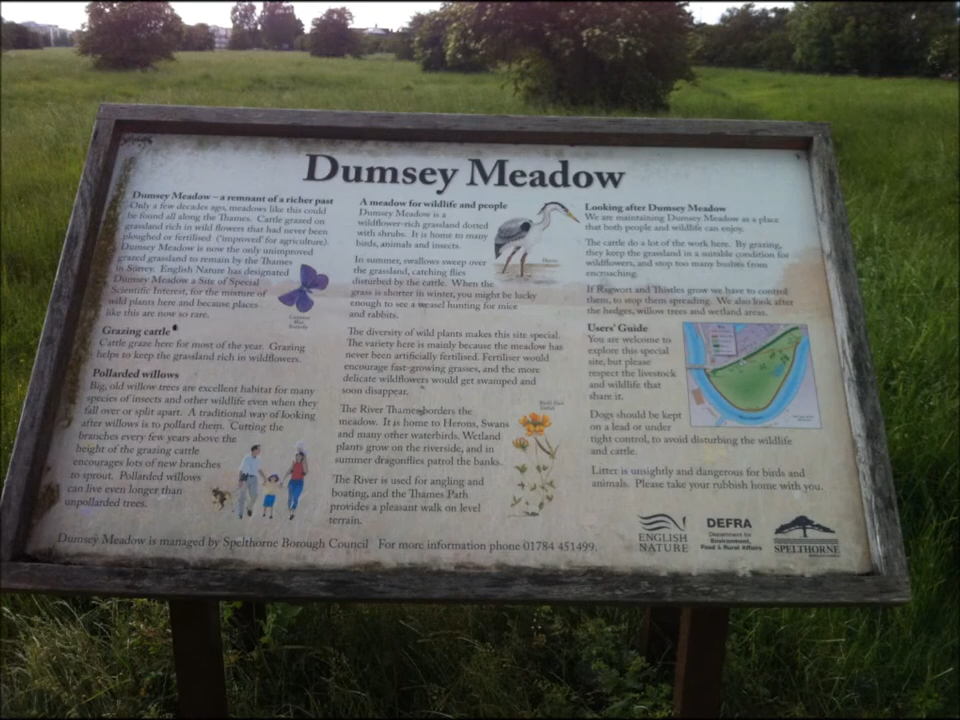 Dumsey Meadow
Dumsey Meadow – a remnant of a richer past
Only a few decades ago, meadows like this could
be found all along the Thames. Cattle grazed on
grassland rich in wild flowers that had never been
ploughed or fertilised ('improved' for agriculture).
Dumsey Meadow is now the only unimproved
grazed grassland to remain by the Thames
in Surrey. English Nature has designated
Dumsey Meadow a Site of Special
Scientific Interest, for the mixture of
wild plants here and because places
like this are now so rare.
Common
Blue
Butterfly
Grazing cattle
Cattle graze here for most of the year. Grazing
helps to keep the grassland rich in wildflowers.
Pollarded willows
Big, old willow trees are excellent habitat for many
species of insects and other wildlife even when they
fall over or split apart. A traditional way of looking
after willows is to pollard them. Cutting the
branches every few years above the
height of the grazing cattle
encourages lots of new branches
to sprout. Pollarded willows
can live even longer than
unpollarded trees.
A meadow for wildlife and people
Dumsey Meadow is a
wildflower-rich grassland dotted
with shrubs. It is home to many
birds, animals and insects.
Heron
In summer, swallows sweep over
the grassland, catching flies
disturbed by the cattle. When the
grass is shorter in winter, you might be lucky
enough to see a weasel hunting for mice
and rabbits.
The diversity of wild plants makes this site special.
The variety here is mainly because the meadow has
never been artificially fertilised. Fertiliser would
encourage fast-growing grasses, and the more
delicate wildflowers would get swamped and
soon disappear.
The River Thames borders the
meadow. It is home to Herons, Swans
and many other waterbirds. Wetland
plants grow on the riverside, and in
summer dragonflies patrol the banks.
Bird's Foot
Trefoil
The River is used for angling and
boating, and the Thames Path
provides a pleasant walk on level
terrain.
Looking after Dumsey Meadow
We are maintaining Dumsey Meadow as a place
that both people and wildlife can enjoy.
The cattle do a lot of the work here. By grazing,
they keep the grassland in a suitable condition for
wildflowers, and stop too many bushes from
encroaching.
If Ragwort and Thistles grow we have to control
them, to stop them spreading. We also look after
the hedges, willow trees and wetland areas.
Users' Guide
You are welcome to
explore this special
site, but please
respect the livestock
and wildlife that
share it.
Dogs should be kept
on a lead or under
tight control, to avoid disturbing the wildlife
and cattle.
Litter is unsightly and dangerous for birds and
animals. Please take your rubbish home with you.
ENGLISH
NATURE
DEFRA
Department for
Environment,
Food & Rural Affairs
SPELTHORNE
Dumsey Meadow is managed by Spelthorne Borough Council For more information phone 01784 451499.